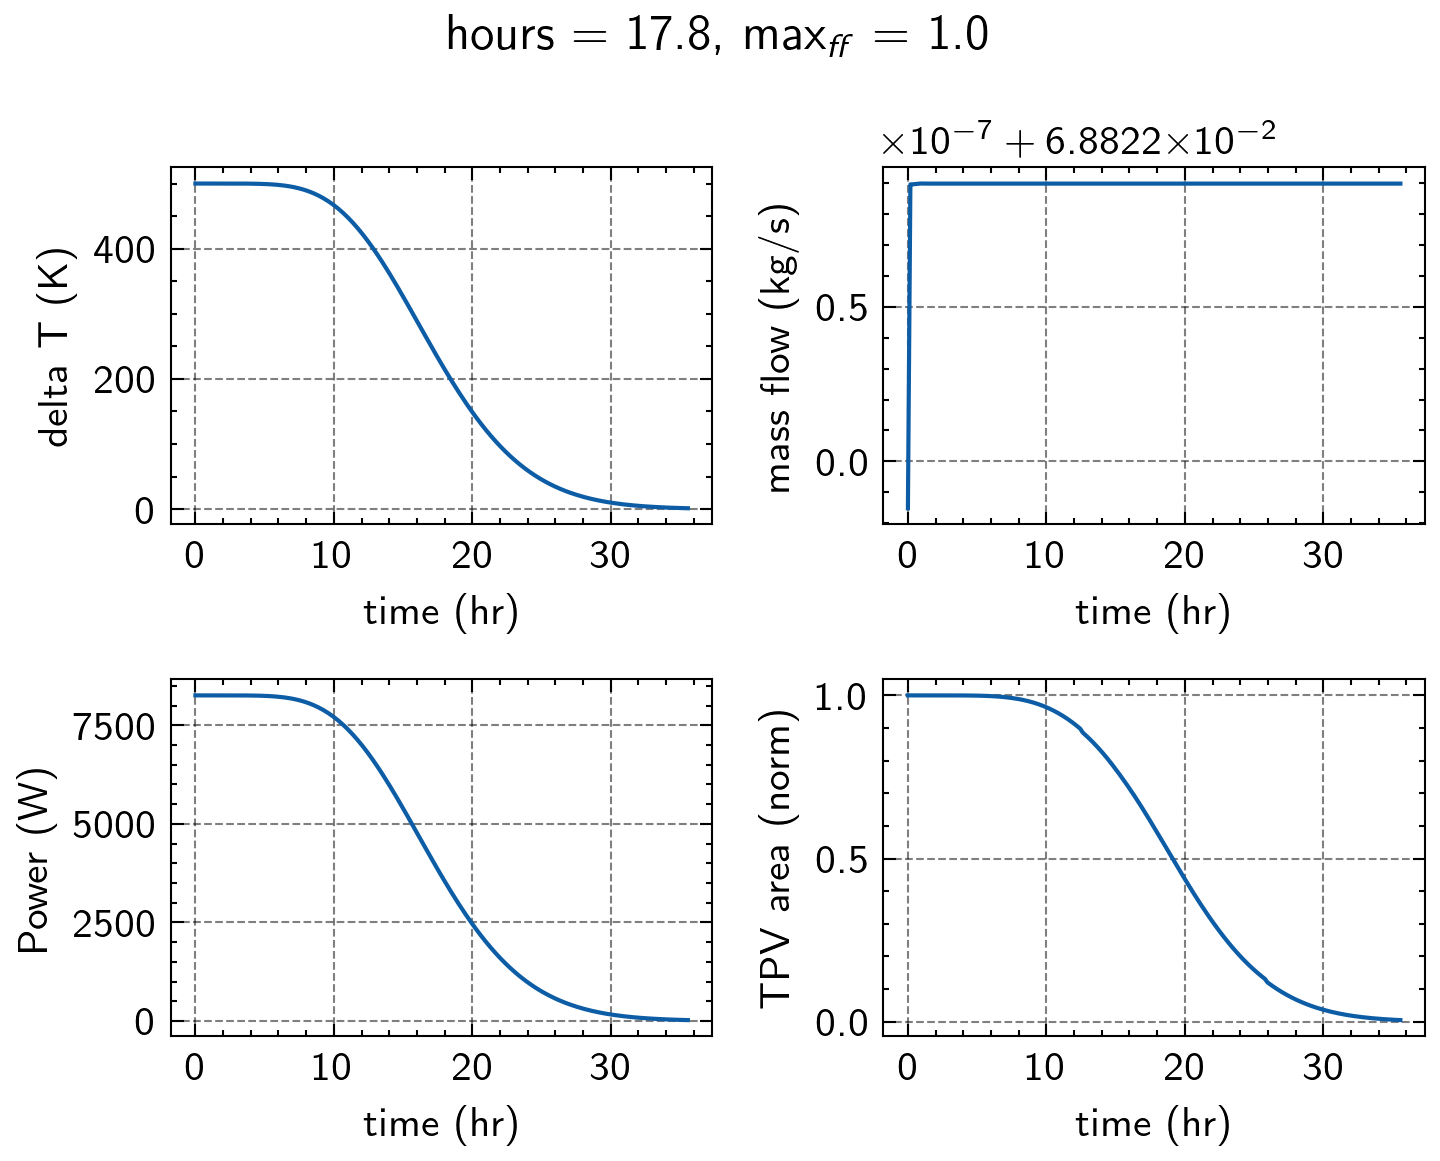 hours = 17.8, max_ff = 1.0
delta T (K)
400
200
0
0 10 20 30
time (hr)
×10⁻⁷ + 6.8822×10⁻²
mass flow (kg/s)
0.5
0.0
0 10 20 30
time (hr)
Power (W)
7500
5000
2500
0
0 10 20 30
time (hr)
TPV area (norm)
1.0
0.5
0.0
0 10 20 30
time (hr)